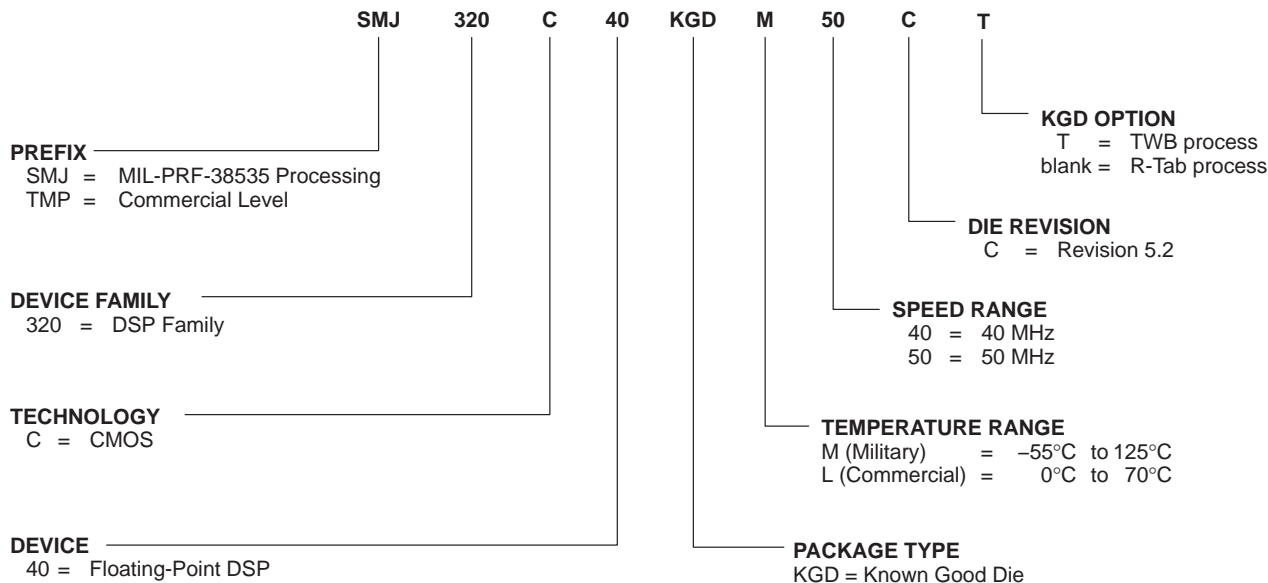 SMJ 320 C 40 KGD M 50 C T
PREFIX
SMJ = MIL-PRF-38535 Processing
TMP = Commercial Level
DEVICE FAMILY
320 = DSP Family
TECHNOLOGY
C = CMOS
DEVICE
40 = Floating-Point DSP
KGD OPTION
T = TWB process
blank = R-Tab process
DIE REVISION
C = Revision 5.2
SPEED RANGE
40 = 40 MHz
50 = 50 MHz
TEMPERATURE RANGE
M (Military) = –55°C to 125°C
L (Commercial) = 0°C to 70°C
PACKAGE TYPE
KGD = Known Good Die